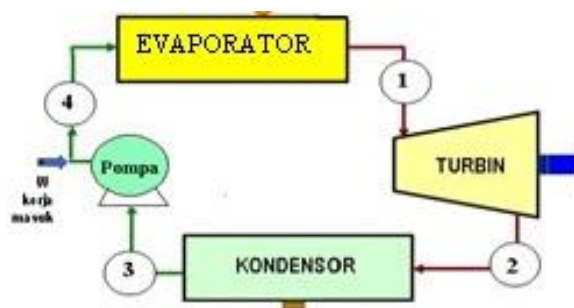 EVAPORATOR
1
4
TURBIN
Pompa
W
kerja
masuk
2
3
KONDENSOR